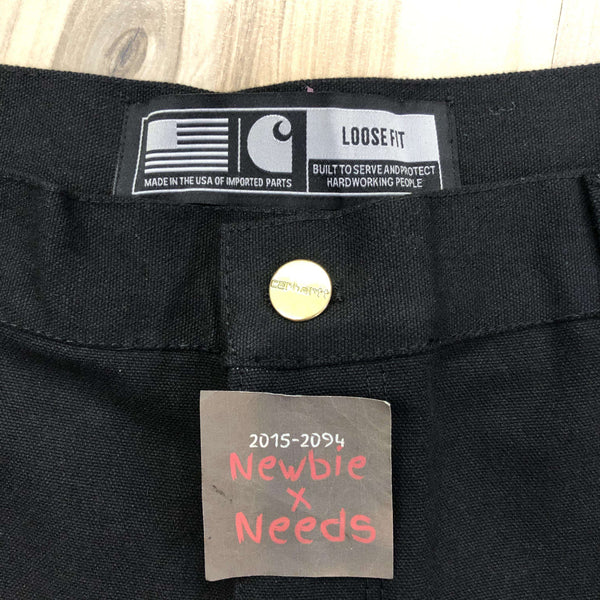 LOOSE FIT
MADE IN THE USA OF IMPORTED PARTS
BUILT TO SERVE AND PROTECT
HARDWORKING PEOPLE
carhartt
2015-2094
Newbie
x
Needs